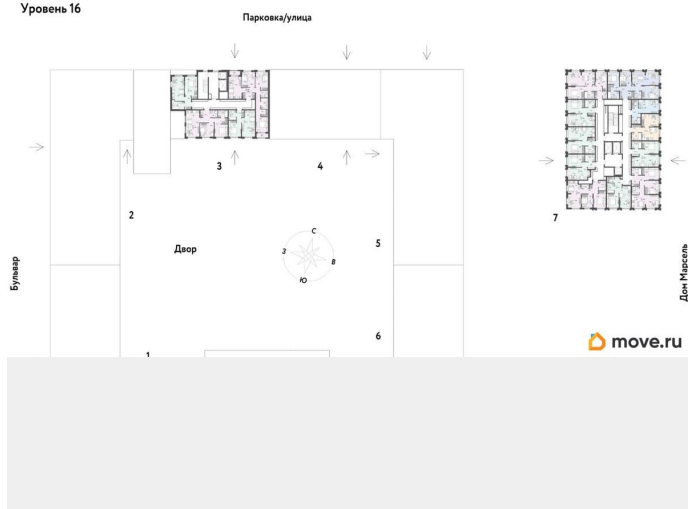 Уровень 16
Парковка/улица
3
4
2
7
Двор
С
З
В
Ю
5
Бульвар
Дом Марсель
6
move.ru
1